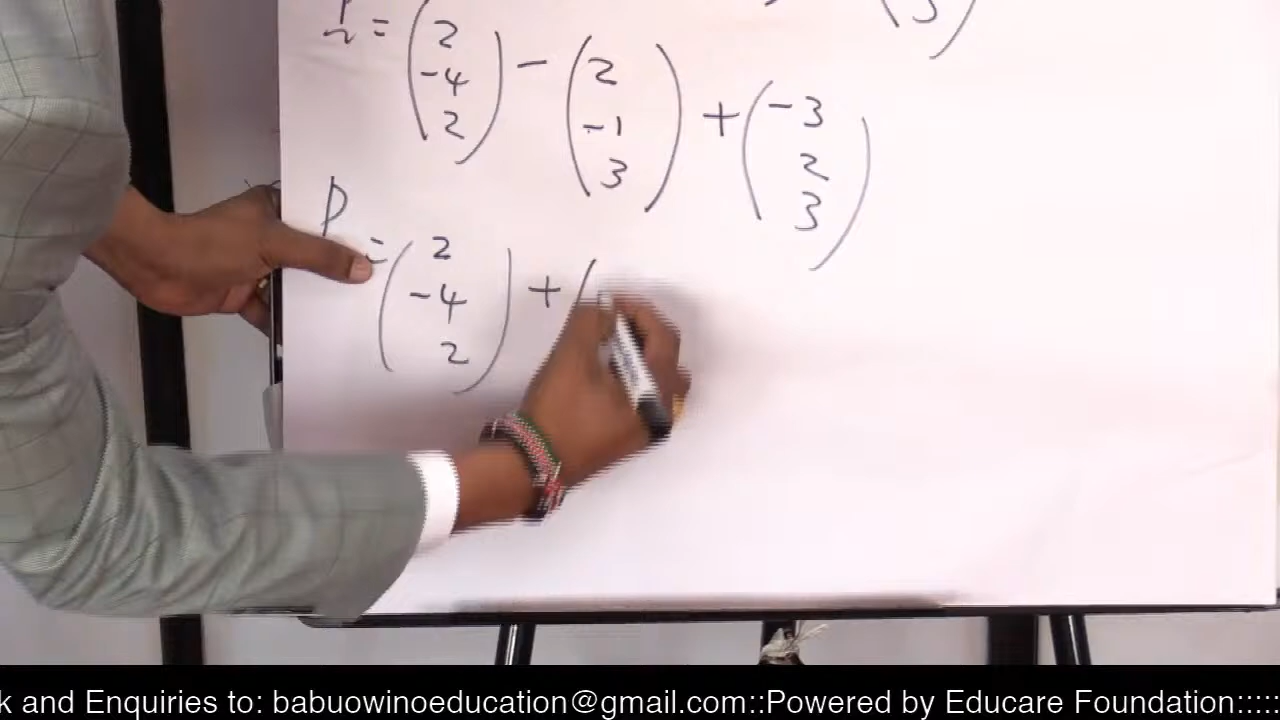 p = (2 -4 2) - (2 -1 3) + (-3 2 3)
p = (2 -4 2) + (
k and Enquiries to: babuowinoeducation@gmail.com::Powered by Educare Foundation:::::